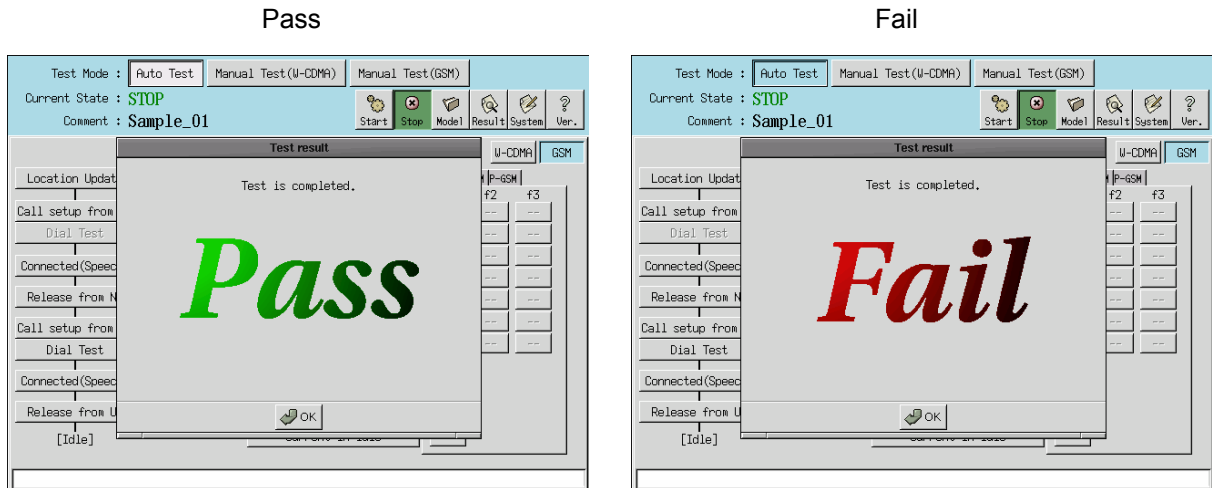 Pass
Fail
Test Mode : Auto Test Manual Test(W-CDMA) Manual Test(GSM)
Current State : STOP
Comment : Sample_01
Start Stop Model Result System Ver.
Test result
W-CDMA GSM
Test is completed.
Location Updat
P-GSM
f2 f3
Call setup from
-- --
Dial Test
-- --
Pass
Connected(Speec
-- --
Release from N
-- --
Call setup from
-- --
Dial Test
-- --
Connected(Speec
Release from U
OK
[Idle]
Test Mode : Auto Test Manual Test(W-CDMA) Manual Test(GSM)
Current State : STOP
Comment : Sample_01
Start Stop Model Result System Ver.
Test result
W-CDMA GSM
Test is completed.
Location Updat
P-GSM
f2 f3
Call setup from
-- --
Dial Test
-- --
Fail
Connected(Speec
-- --
Release from N
-- --
Call setup from
-- --
Dial Test
-- --
Connected(Speec
Release from U
OK
[Idle]